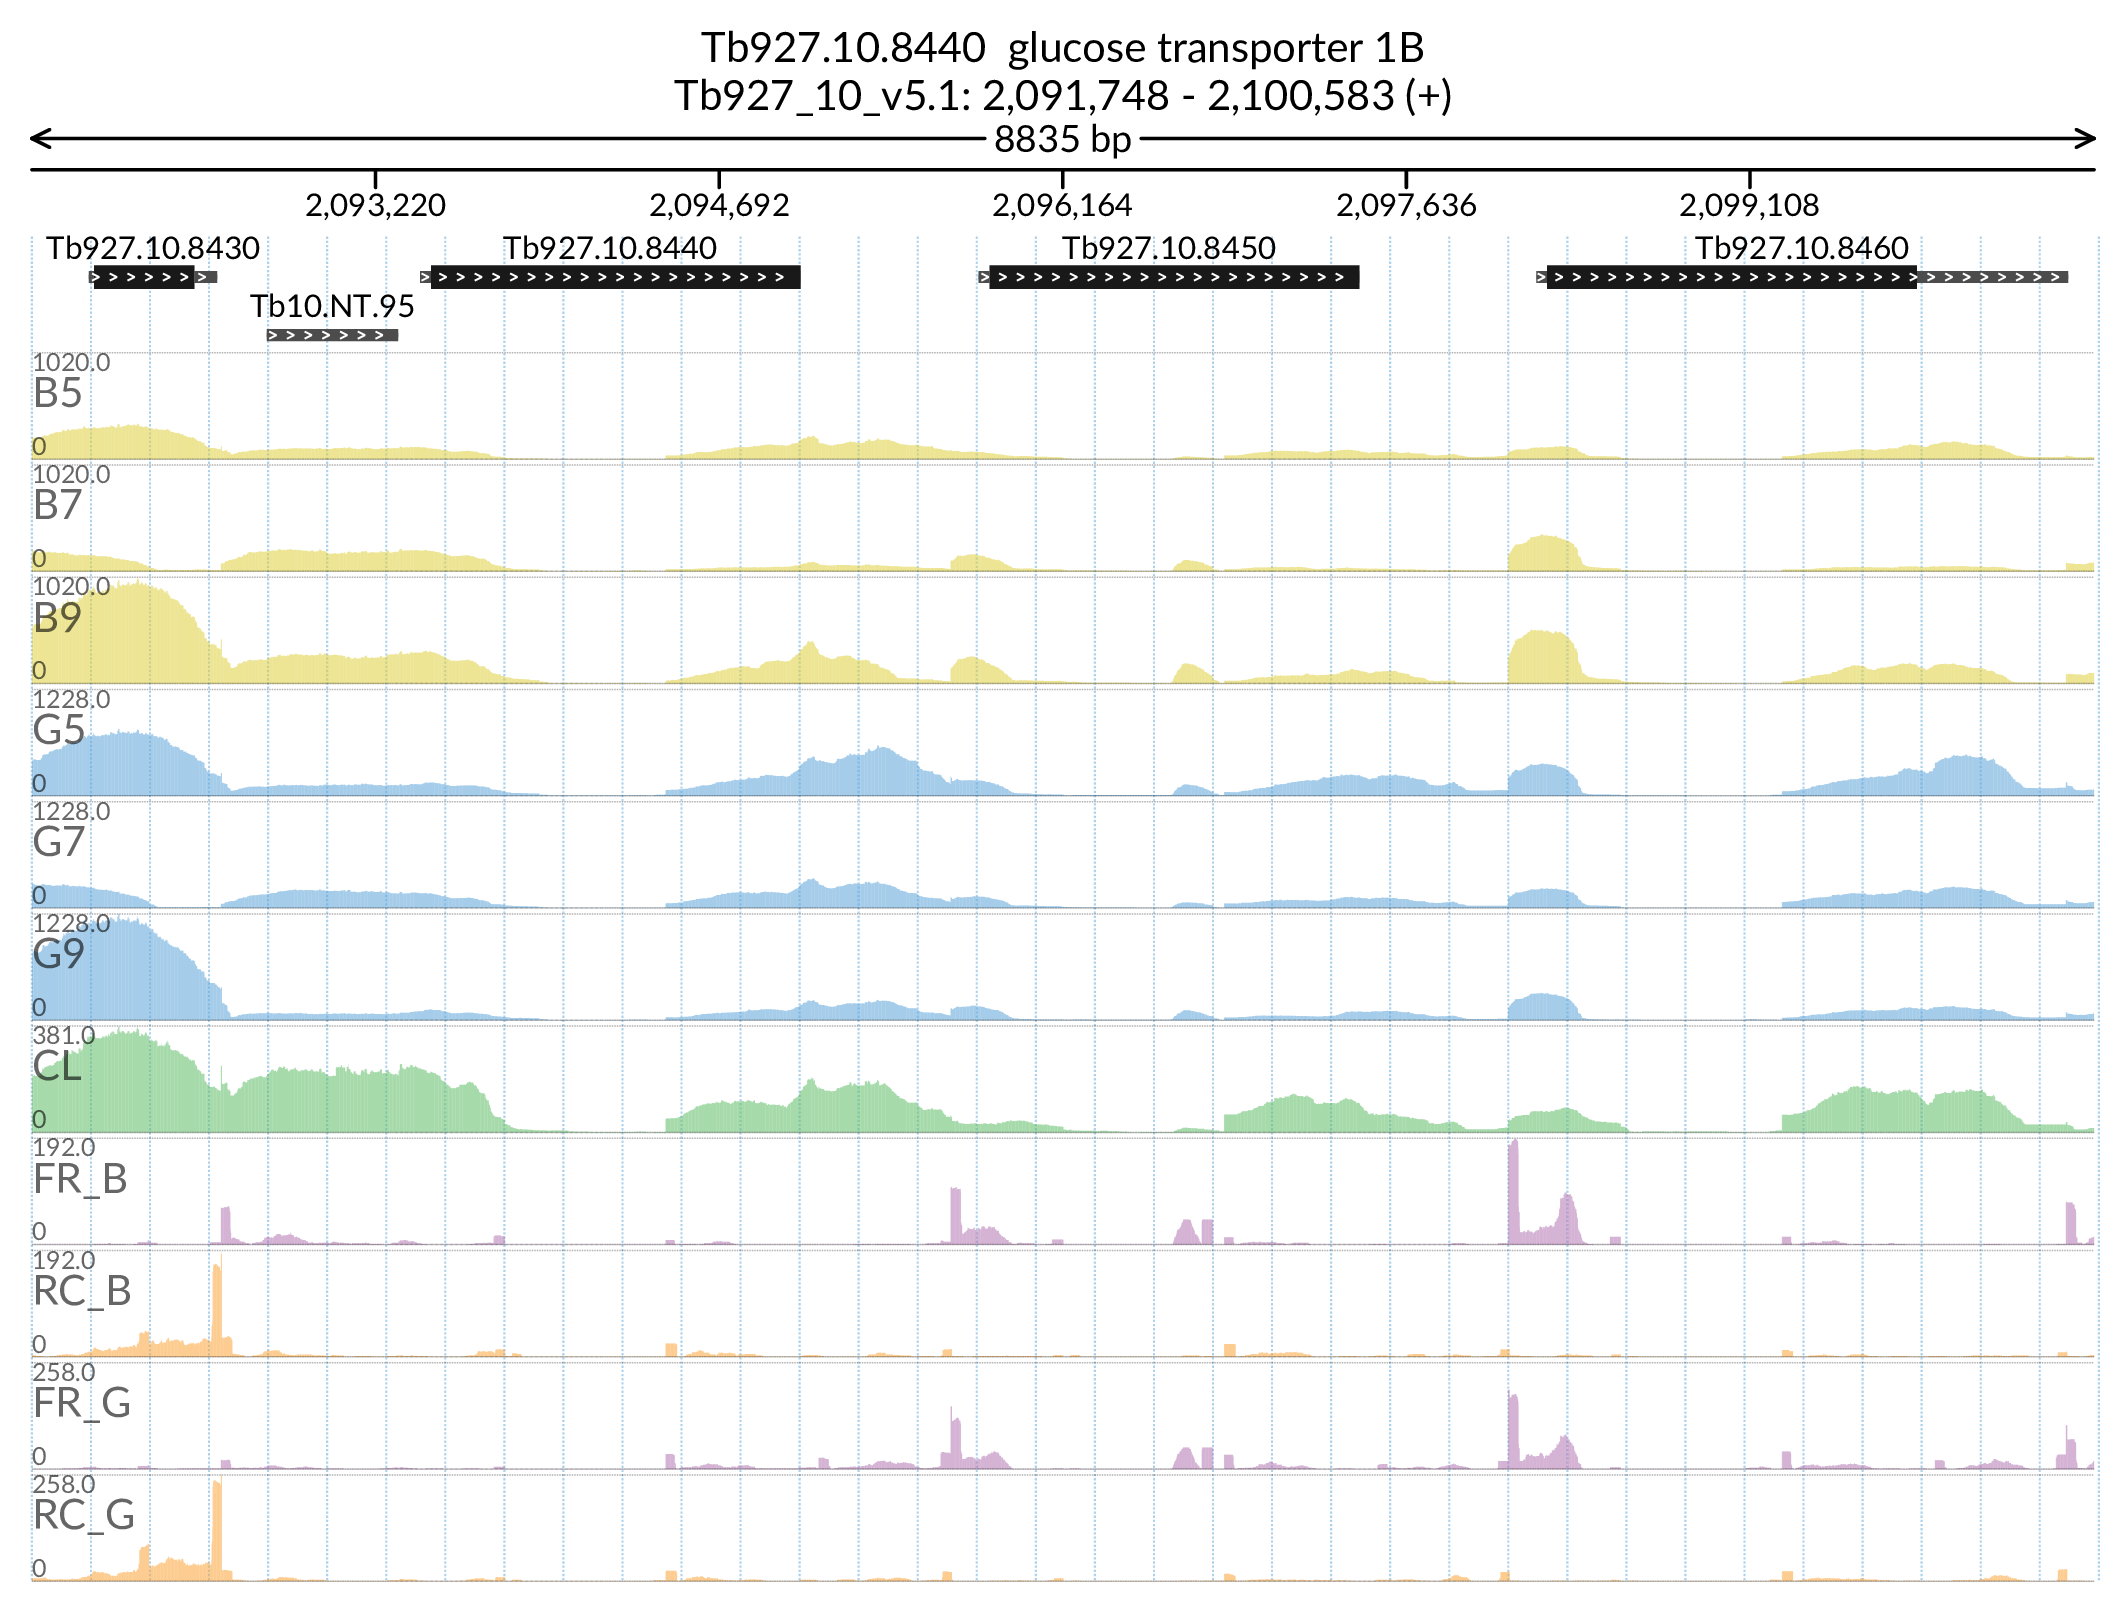 Tb927.10.8440  glucose transporter 1B
Tb927_10_v5.1: 2,091,748 - 2,100,583 (+)
8835 bp
2,093,220 2,094,692 2,096,164 2,097,636 2,099,108
Tb927.10.8430 Tb927.10.8440 Tb927.10.8450 Tb927.10.8460
Tb10.NT.95
1020.0
B5
0
1020.0
B7
0
1020.0
B9
0
1228.0
G5
0
1228.0
G7
0
1228.0
G9
0
381.0
CL
0
192.0
FR_B
0
192.0
RC_B
0
258.0
FR_G
0
258.0
RC_G
0